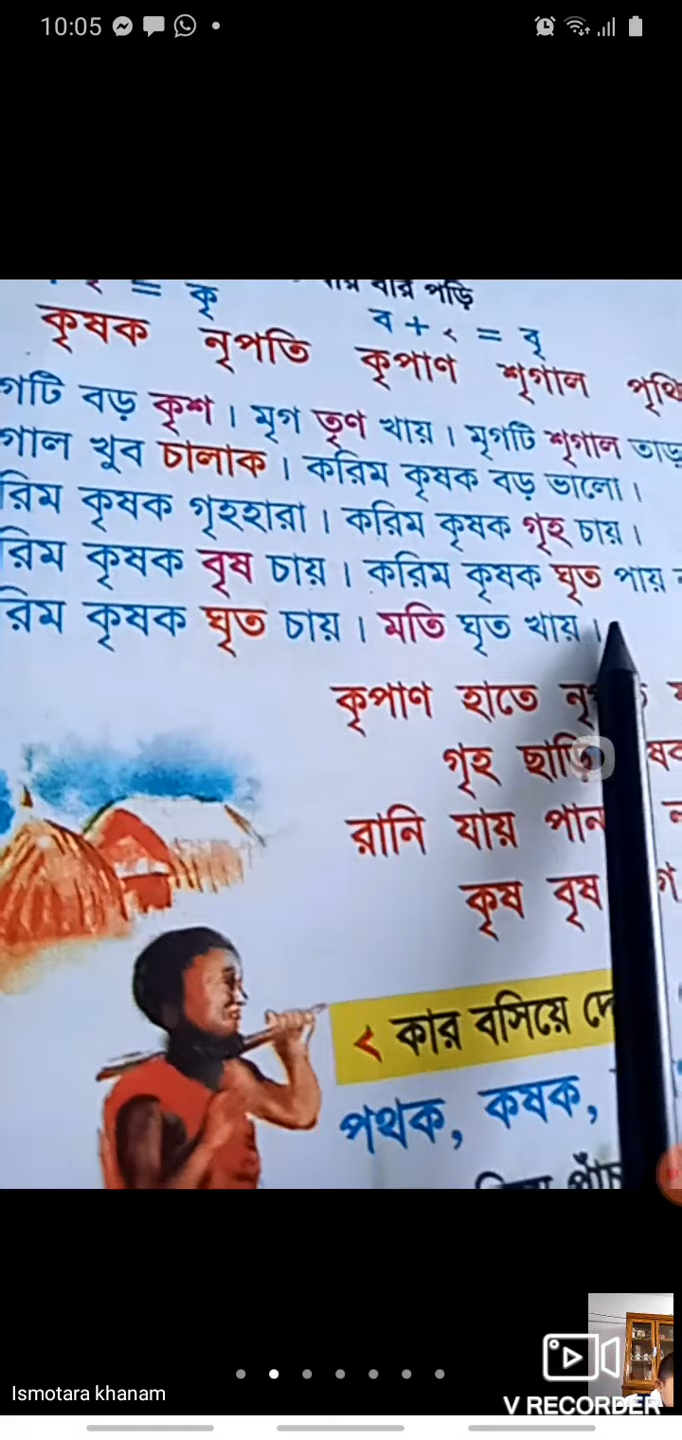 10:05
= কৃ
বার পড়ি
ব + ৃ = বৃ
কৃষক নৃপতি কৃপাণ শৃগাল
গটি বড় কৃশ। মৃগ তৃণ খায়। মৃগটি শৃগাল
গাল খুব চালাক। করিম কৃষক বড় ভালো।
রিম কৃষক গৃহহারা। করিম কৃষক গৃহ চায়।
রিম কৃষক বৃষ চায়। করিম কৃষক ঘৃত পায়
রিম কৃষক ঘৃত চায়। মতি ঘৃত খায়।
কৃপাণ হাতে
গৃহ
রানি যায়
কৃষ বৃষ
ৃ কার বসিয়ে
পথক, কষক,
Ismotara khanam
V RECORDER